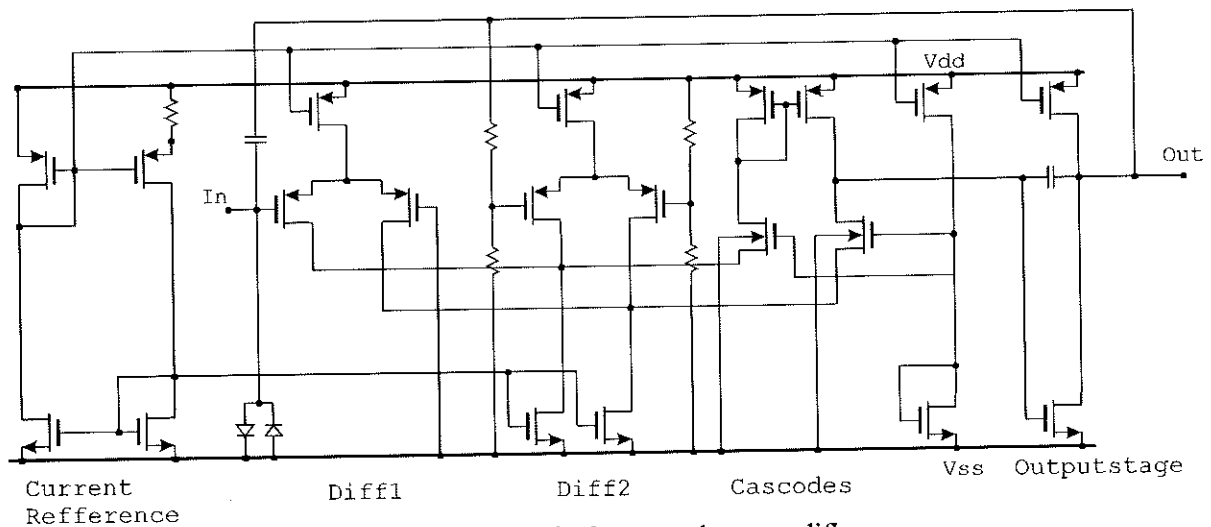 Vdd
Out
In
Vss
Outputstage
Current
Refference
Diff1
Diff2
Cascodes